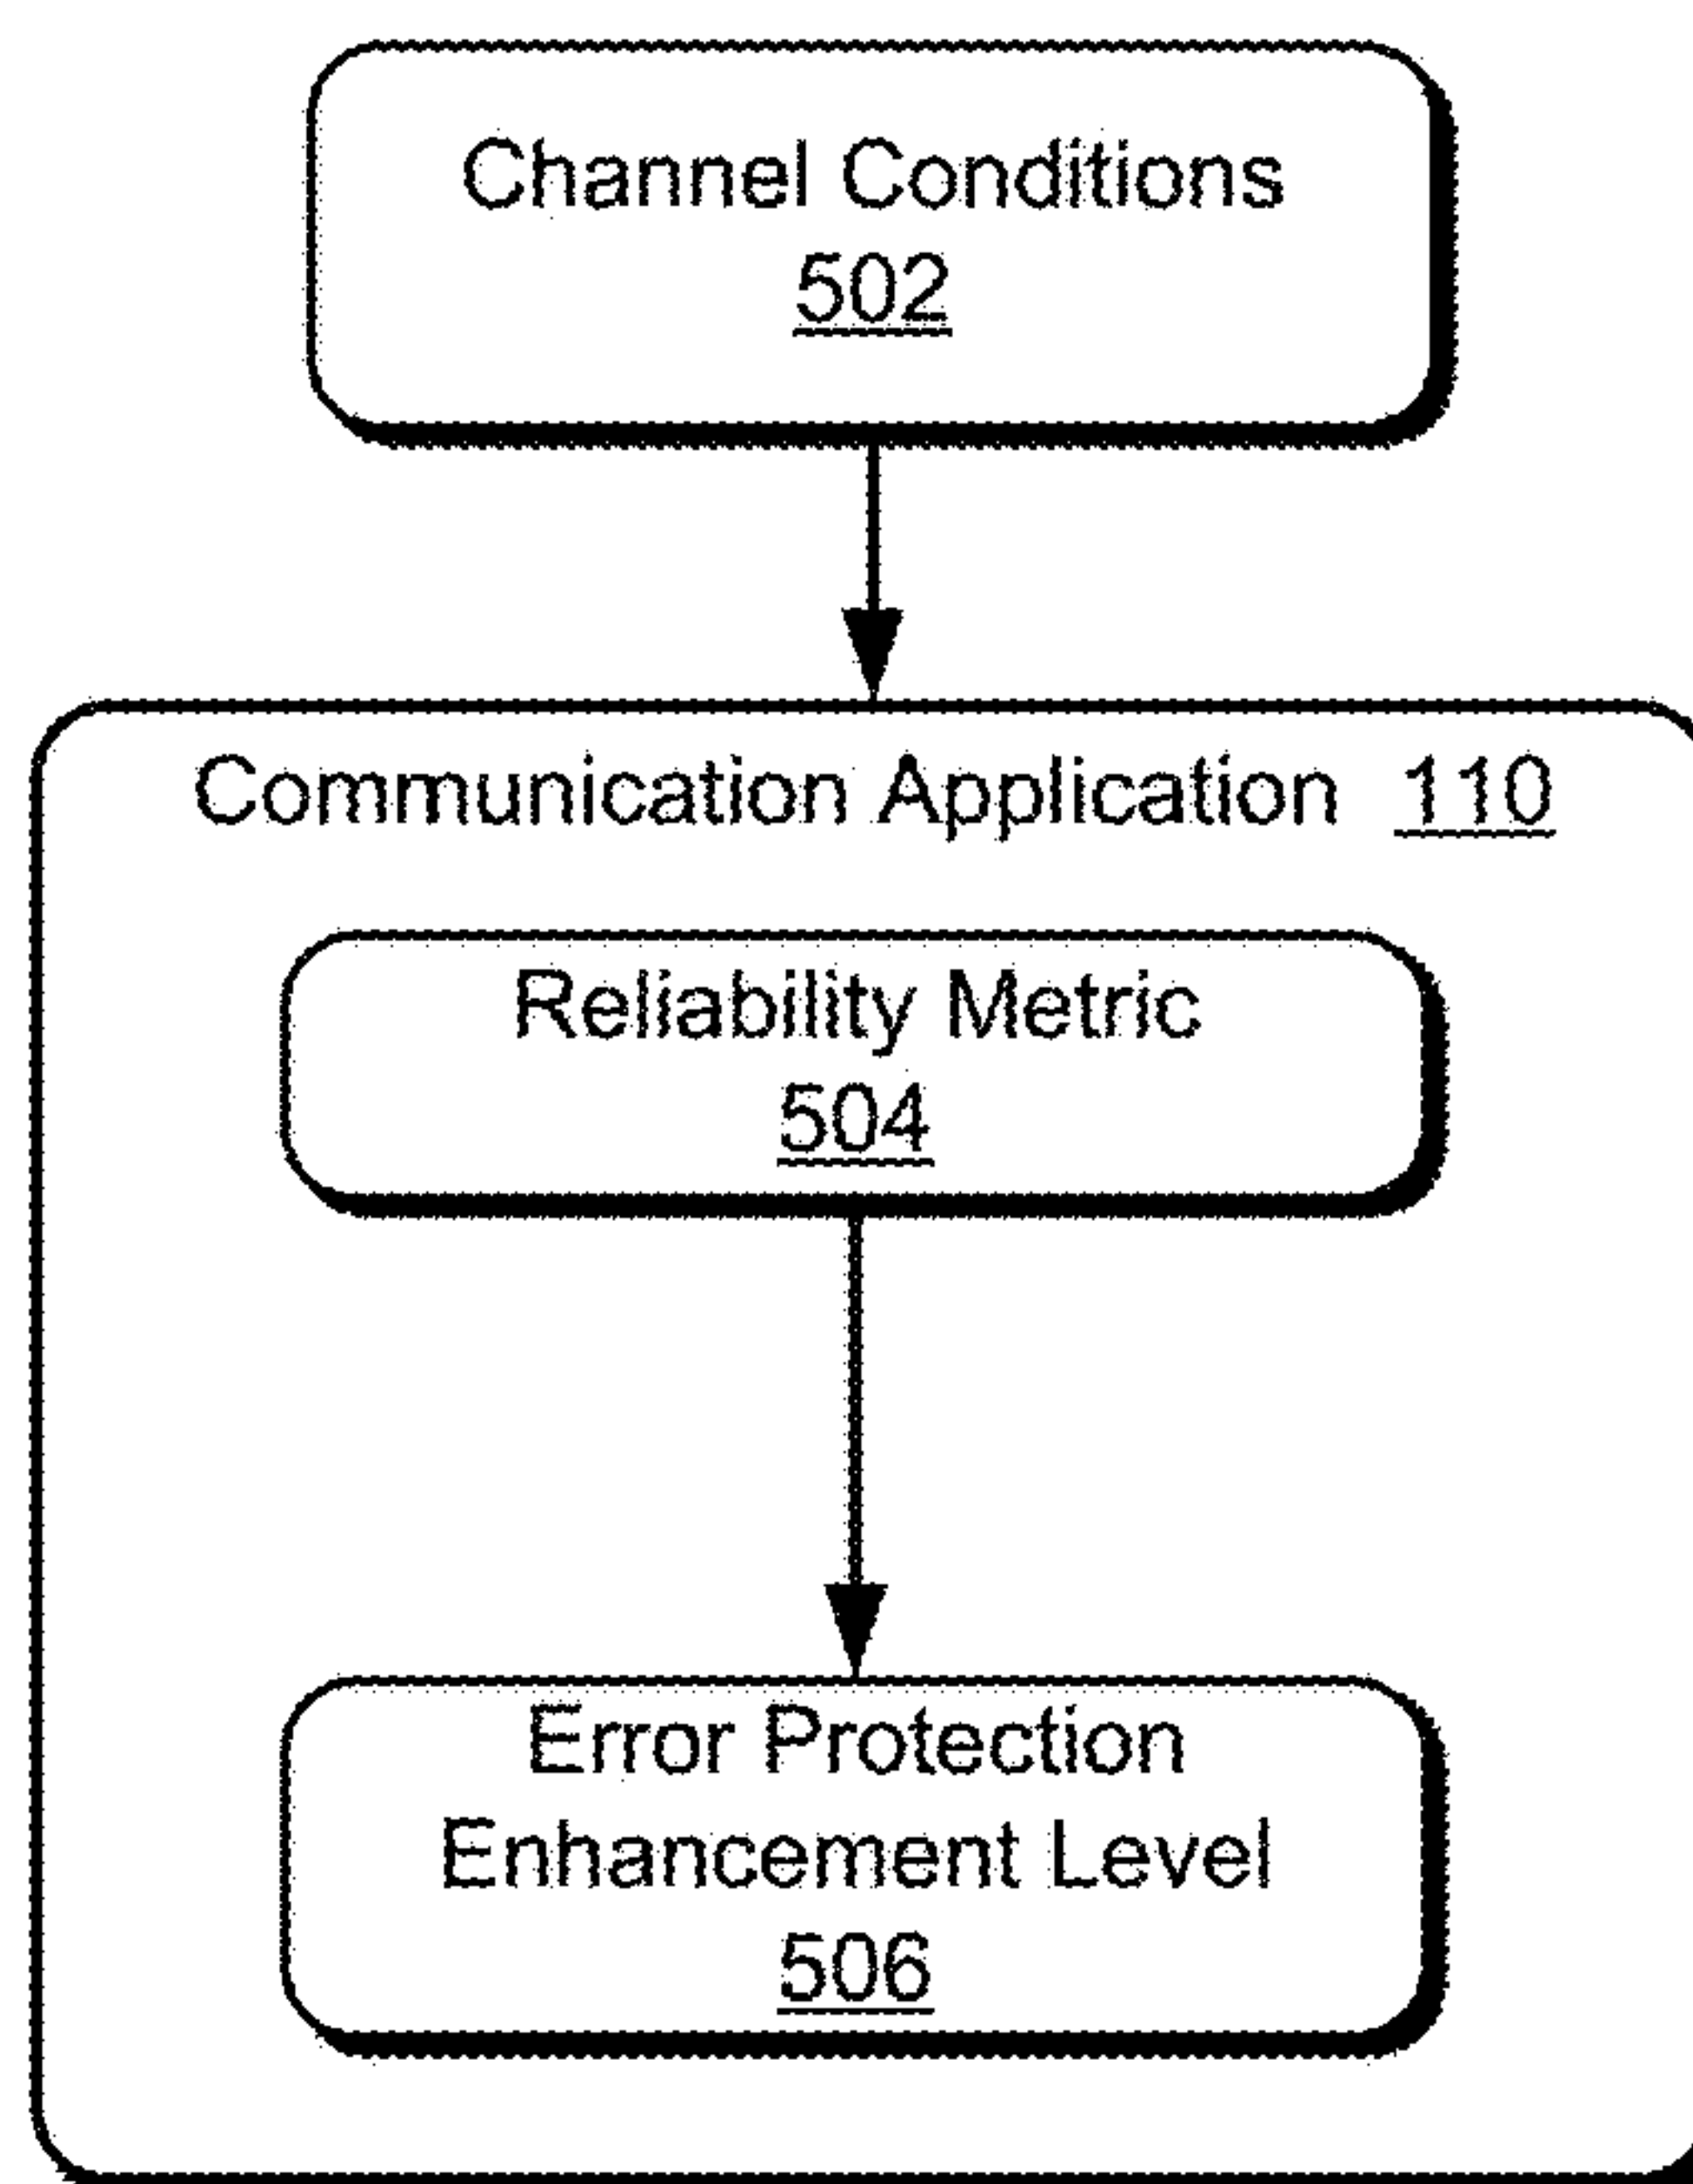 Channel Conditions
502
Communication Application 110
Reliability Metric
504
Error Protection
Enhancement Level
506